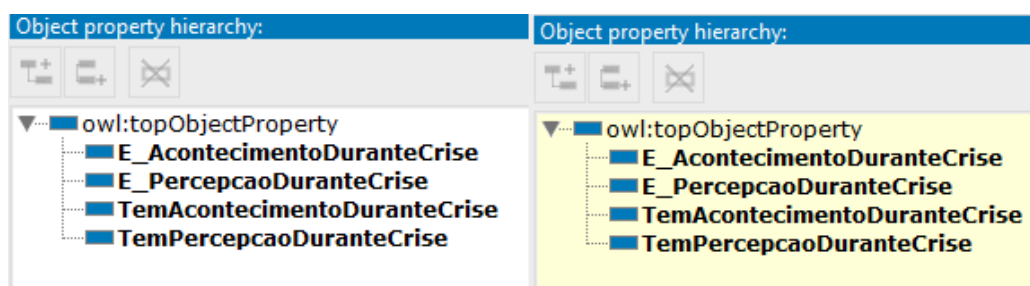 Object property hierarchy:
owl:topObjectProperty
E_AcontecimentoDuranteCrise
E_PercepcaoDuranteCrise
TemAcontecimentoDuranteCrise
TemPercepcaoDuranteCrise
Object property hierarchy:
owl:topObjectProperty
E_AcontecimentoDuranteCrise
E_PercepcaoDuranteCrise
TemAcontecimentoDuranteCrise
TemPercepcaoDuranteCrise